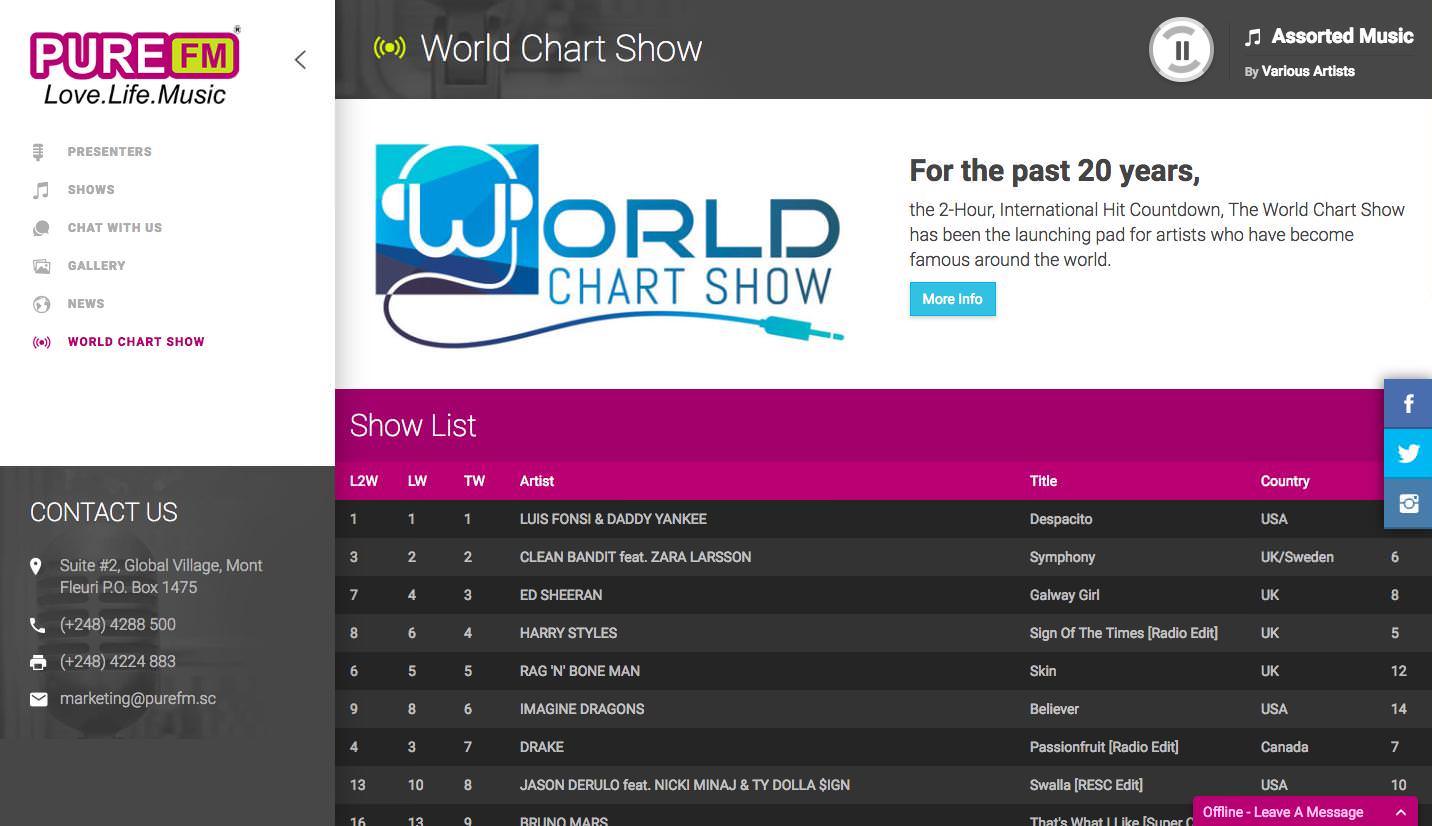 PURE FM ®
Love.Life.Music
PRESENTERS
SHOWS
CHAT WITH US
GALLERY
NEWS
WORLD CHART SHOW
CONTACT US
Suite #2, Global Village, Mont
Fleuri P.O. Box 1475
(+248) 4288 500
(+248) 4224 883
marketing@purefm.sc
World Chart Show
Assorted Music
By Various Artists
WORLD
CHART SHOW
For the past 20 years,
the 2-Hour, International Hit Countdown, The World Chart Show
has been the launching pad for artists who have become
famous around the world.
More Info
Show List
L2W LW TW Artist Title Country
1 1 1 LUIS FONSI & DADDY YANKEE Despacito USA
3 2 2 CLEAN BANDIT feat. ZARA LARSSON Symphony UK/Sweden 6
7 4 3 ED SHEERAN Galway Girl UK 8
8 6 4 HARRY STYLES Sign Of The Times [Radio Edit] UK 5
6 5 5 RAG 'N' BONE MAN Skin UK 12
9 8 6 IMAGINE DRAGONS Believer USA 14
4 3 7 DRAKE Passionfruit [Radio Edit] Canada 7
13 10 8 JASON DERULO feat. NICKI MINAJ & TY DOLLA $IGN Swalla [RESC Edit] USA 10
16 13 9 BRUNO MARS That's What I Like [Super C
Offline - Leave A Message